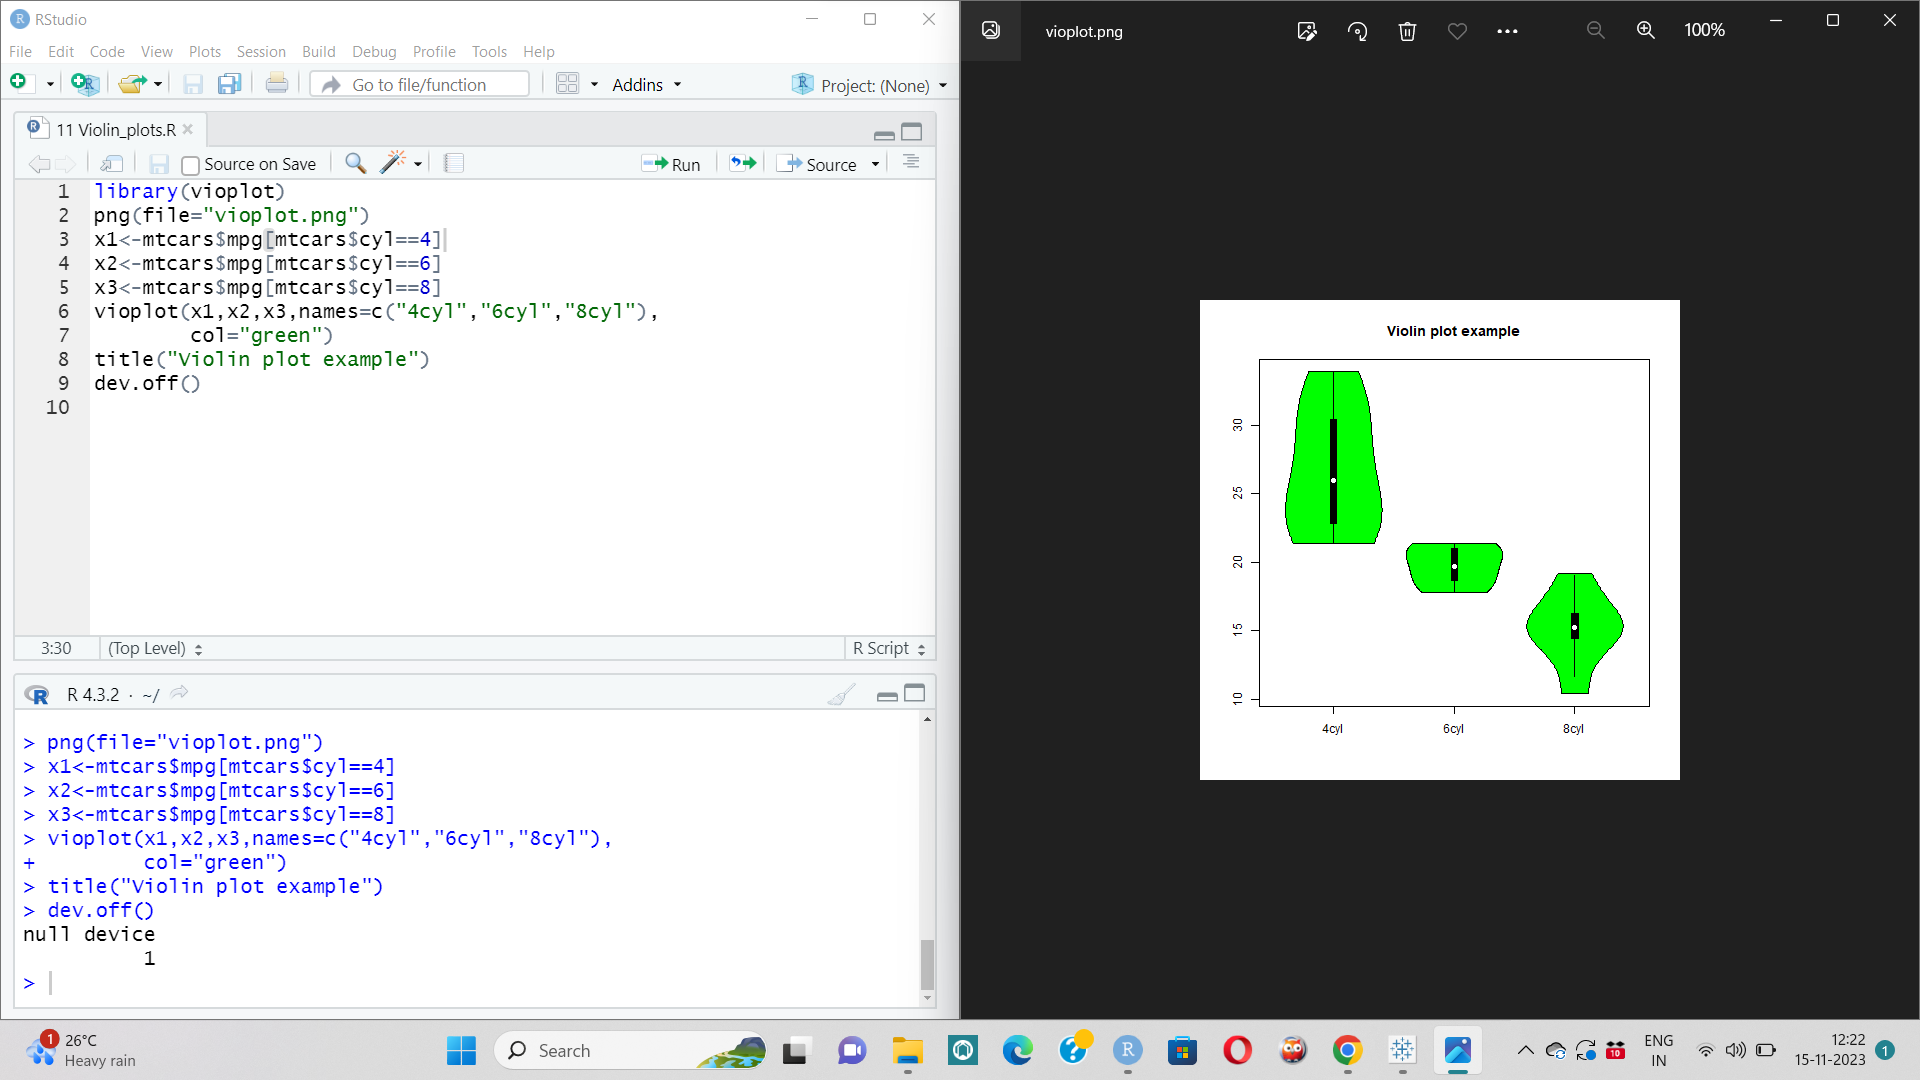 RStudio
File Edit Code View Plots Session Build Debug Profile Tools Help
Go to file/function Addins Project: (None)
11 Violin_plots.R
Source on Save Run Source
1 library(vioplot)
2 png(file="vioplot.png")
3 x1<-mtcars$mpg[mtcars$cyl==4]
4 x2<-mtcars$mpg[mtcars$cyl==6]
5 x3<-mtcars$mpg[mtcars$cyl==8]
6 vioplot(x1,x2,x3,names=c("4cyl","6cyl","8cyl"),
7 col="green")
8 title("Violin plot example")
9 dev.off()
10
3:30 (Top Level) R Script
R 4.3.2 · ~/
> png(file="vioplot.png")
> x1<-mtcars$mpg[mtcars$cyl==4]
> x2<-mtcars$mpg[mtcars$cyl==6]
> x3<-mtcars$mpg[mtcars$cyl==8]
> vioplot(x1,x2,x3,names=c("4cyl","6cyl","8cyl"),
+ col="green")
> title("Violin plot example")
> dev.off()
null device
1
>
vioplot.png 100%
Violin plot example
30
25
20
15
10
4cyl 6cyl 8cyl
1 26°C
Heavy rain
Search
10
ENG
IN
12:22
15-11-2023
1